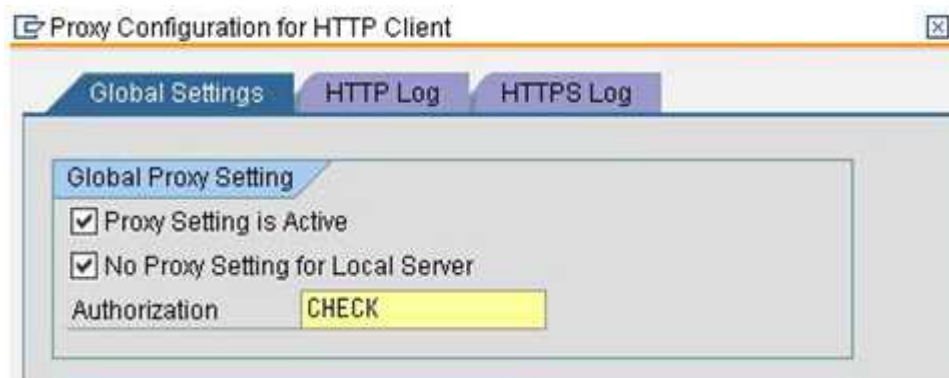 Proxy Configuration for HTTP Client
Global Settings HTTP Log HTTPS Log
Global Proxy Setting
Proxy Setting is Active
No Proxy Setting for Local Server
Authorization CHECK